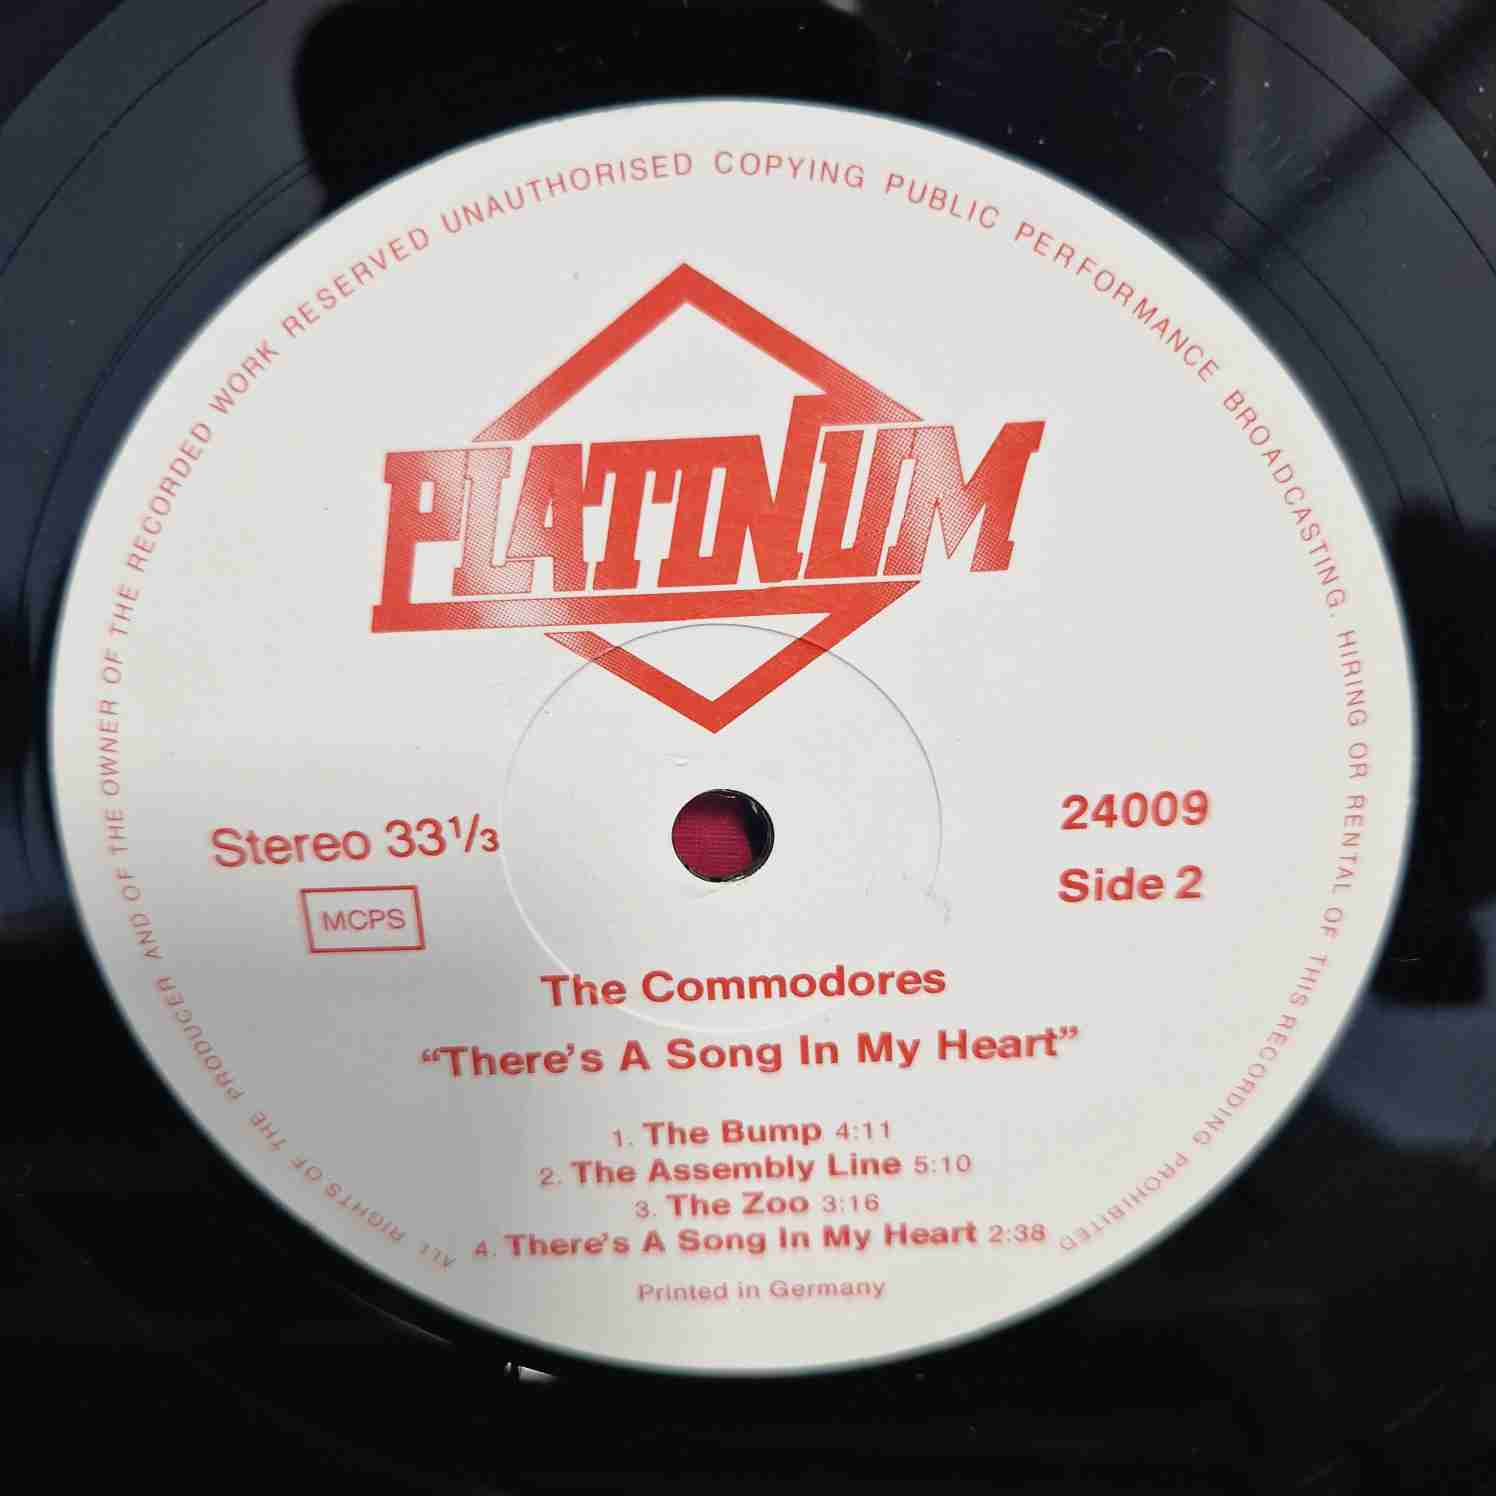 ALL RIGHTS OF THE PRODUCER AND OF THE OWNER OF THE RECORDED WORK RESERVED UNAUTHORISED COPYING PUBLIC PERFORMANCE BROADCASTING, HIRING OR RENTAL OF THIS RECORDING PROHIBITED
PLATINUM
Stereo 33⅓
MCPS
24009
Side 2
The Commodores
“There’s A Song In My Heart”
1. The Bump 4:11
2. The Assembly Line 5:10
3. The Zoo 3:16
4. There’s A Song In My Heart 2:38
Printed in Germany